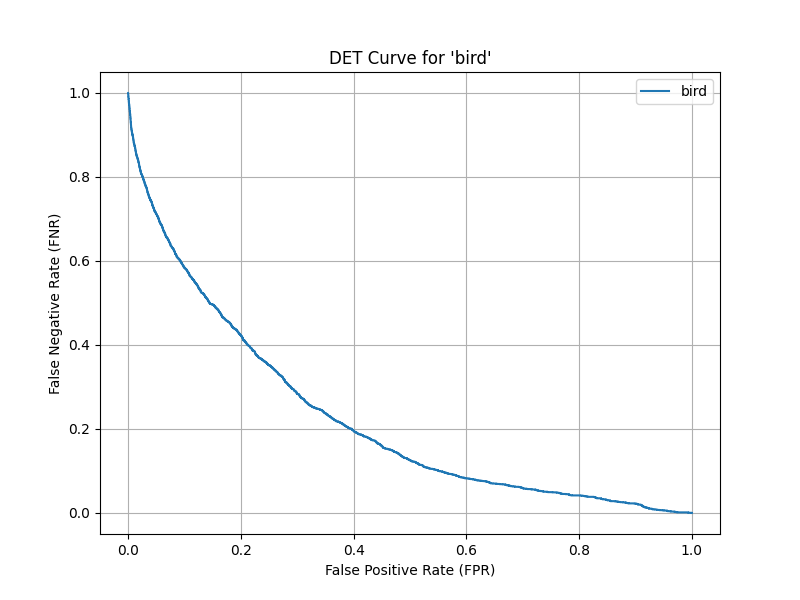 DET Curve for 'bird'
bird
False Negative Rate (FNR)
1.0
0.8
0.6
0.4
0.2
0.0
0.0 0.2 0.4 0.6 0.8 1.0
False Positive Rate (FPR)